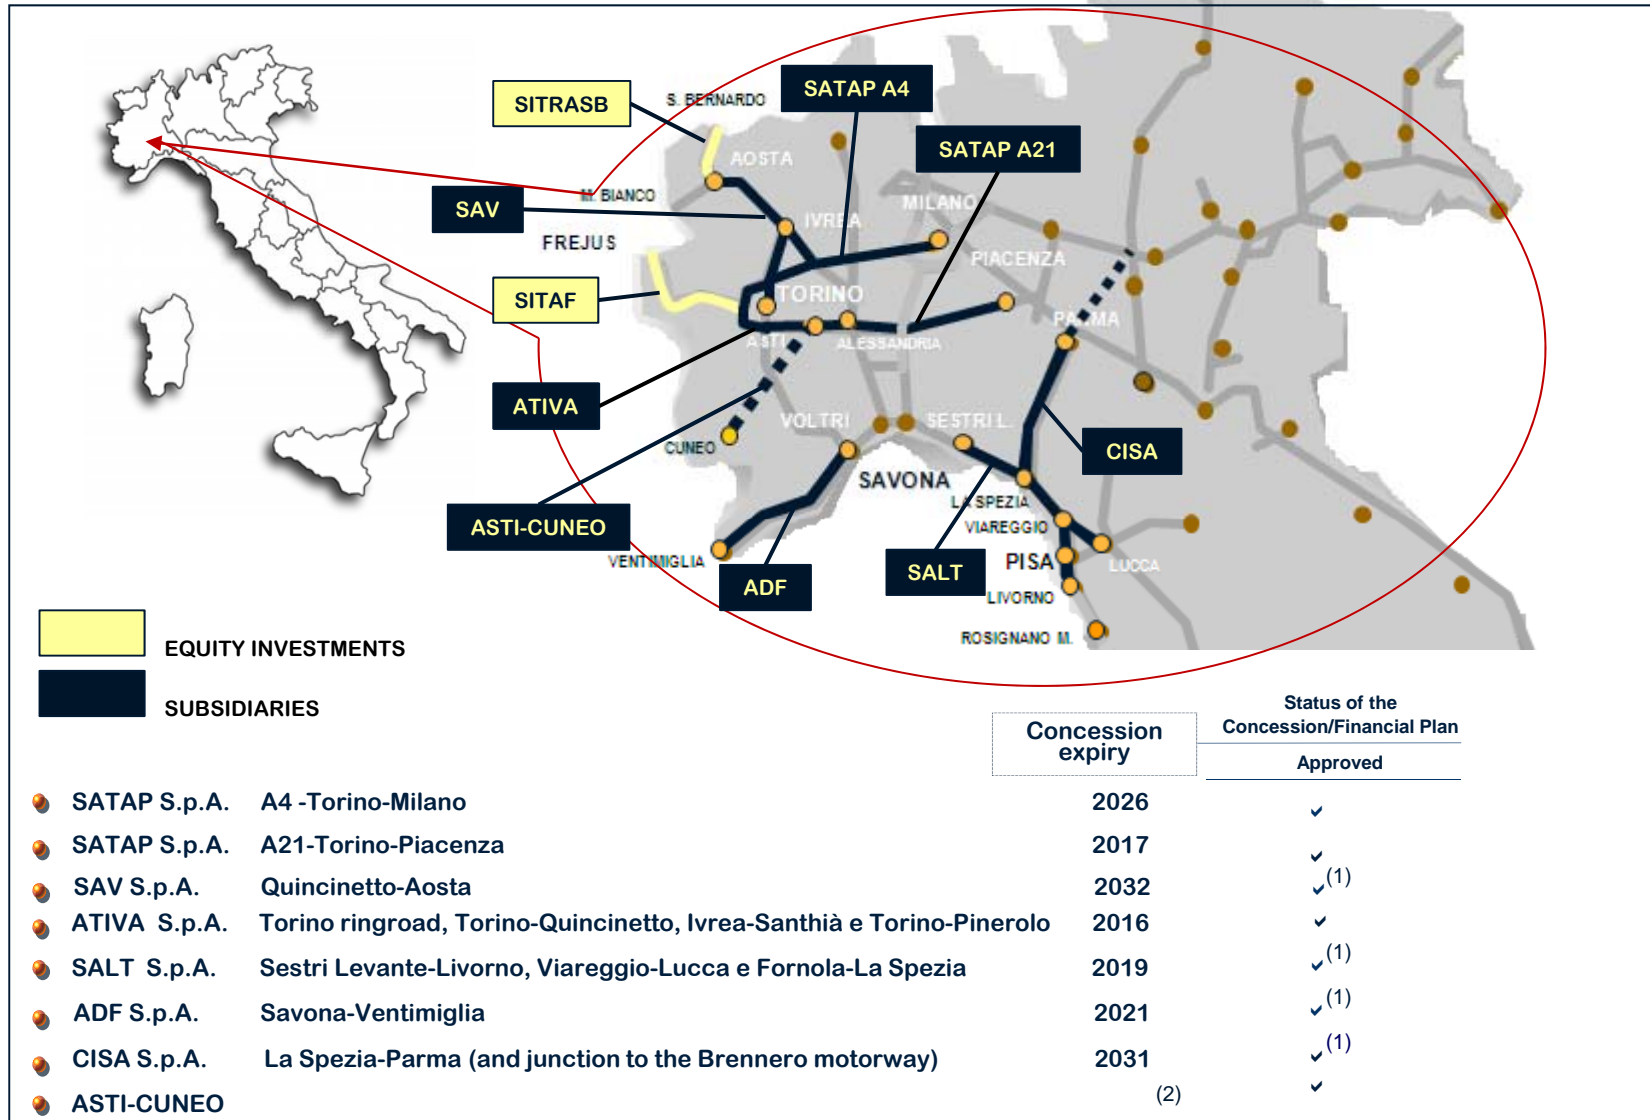 S. BERNARDO
SATAP A4
SITRASB
SATAP A21
AOSTA
M. BIANCO
SAV
MILANO
IVREA
FREJUS
PIACENZA
SITAF
TORINO
PARMA
ASTI
ALESSANDRIA
ATIVA
VOLTRI
SESTRI L.
CUNEO
CISA
SAVONA
LA SPEZIA
ASTI-CUNEO
VIAREGGIO
VENTIMIGLIA
PISA
LUCCA
SALT
ADF
LIVORNO
ROSIGNANO M.
EQUITY INVESTMENTS
SUBSIDIARIES
Concession
expiry
Status of the
Concession/Financial Plan
Approved
SATAP S.p.A. A4 -Torino-Milano 2026
SATAP S.p.A. A21-Torino-Piacenza 2017
SAV S.p.A. Quincinetto-Aosta 2032 (1)
ATIVA S.p.A. Torino ringroad, Torino-Quincinetto, Ivrea-Santhià e Torino-Pinerolo 2016
SALT S.p.A. Sestri Levante-Livorno, Viareggio-Lucca e Fornola-La Spezia 2019 (1)
ADF S.p.A. Savona-Ventimiglia 2021 (1)
CISA S.p.A. La Spezia-Parma (and junction to the Brennero motorway) 2031 (1)
ASTI-CUNEO (2)